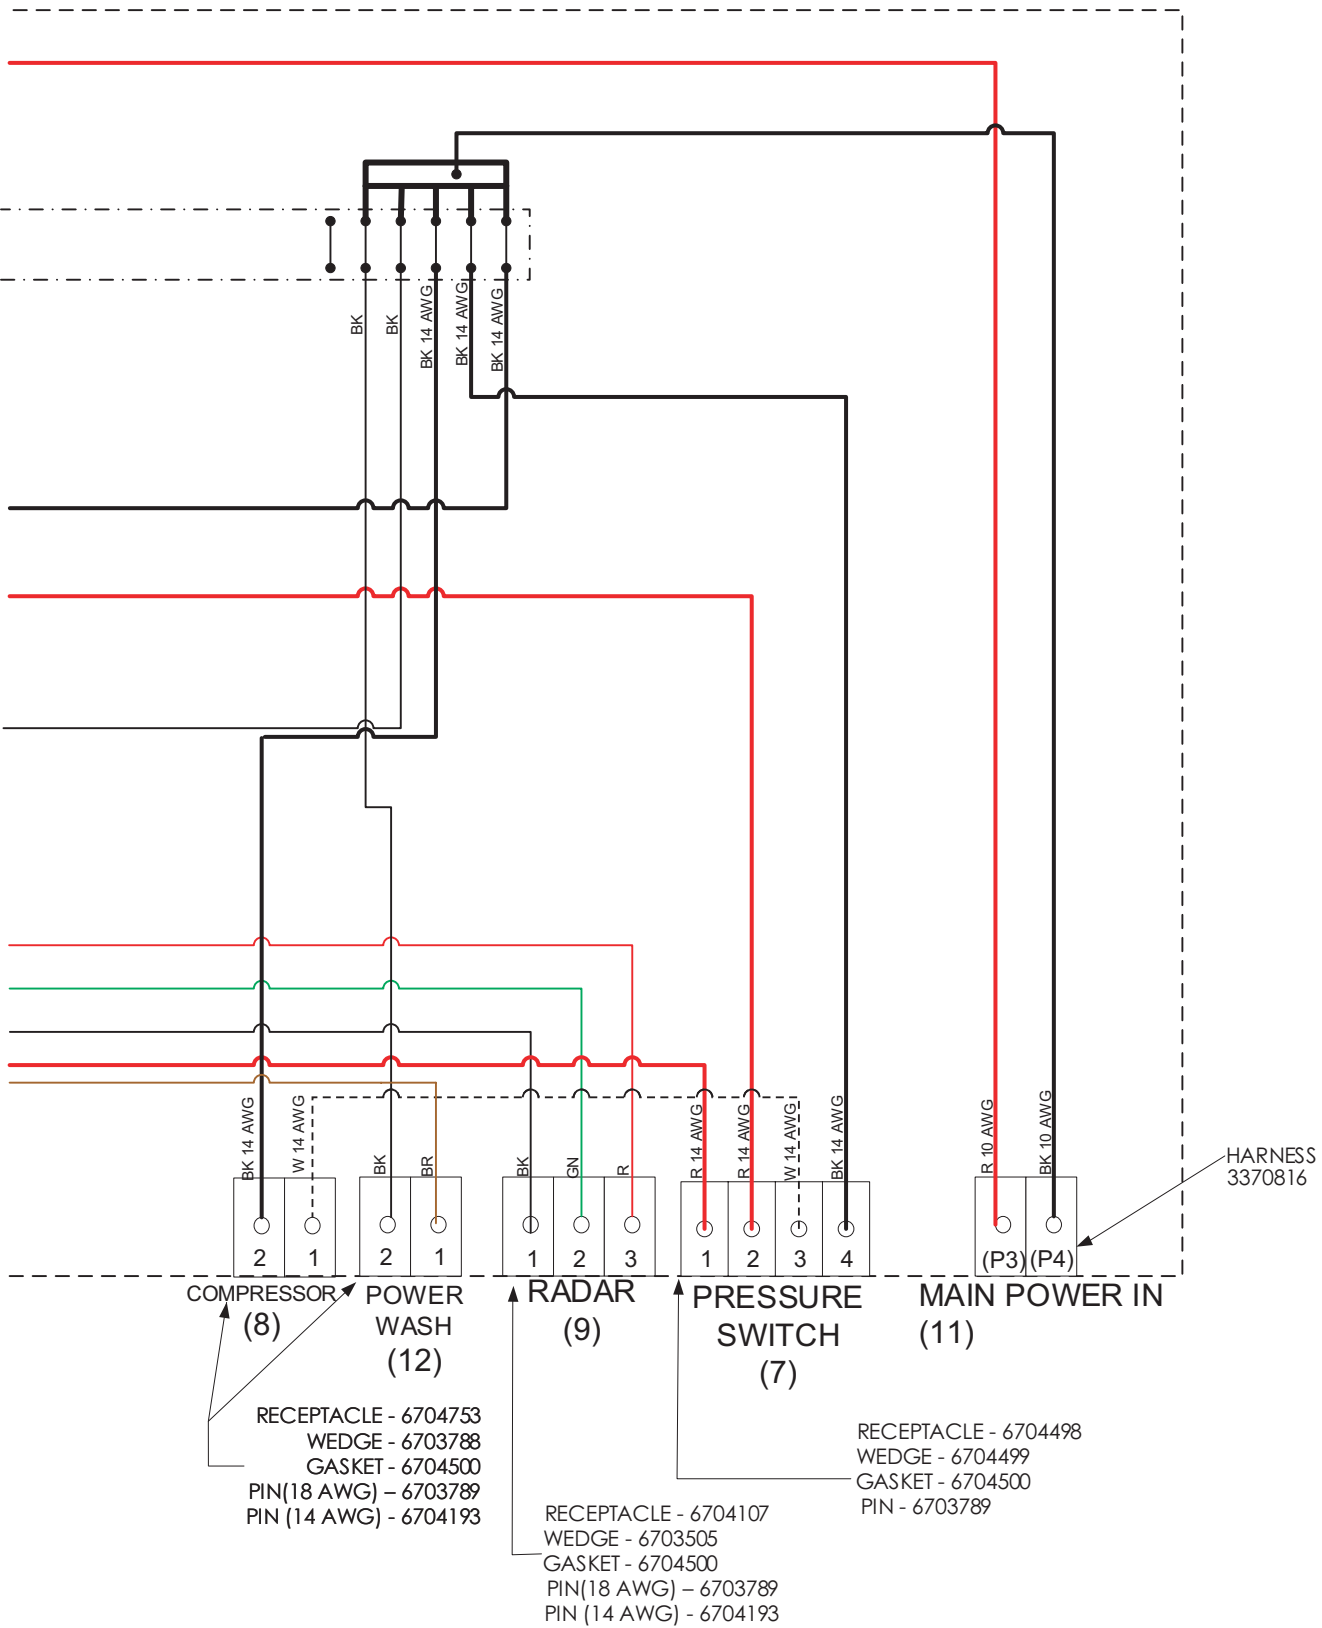 BK
BK
BK 14 AWG
BK 14 AWG
BK 14 AWG
BK 14 AWG
W 14 AWG
BK
BR
BK
GN
R
R 14 AWG
R 14 AWG
W 14 AWG
BK 14 AWG
R 10 AWG
BK 10 AWG
HARNESS
3370816
2 1
2 1
1 2 3
1 2 3 4
(P3) (P4)
COMPRESSOR
(8)
POWER
WASH
(12)
RADAR
(9)
PRESSURE
SWITCH
(7)
MAIN POWER IN
(11)
RECEPTACLE - 6704753
WEDGE - 6703788
GASKET - 6704500
PIN(18 AWG) – 6703789
PIN (14 AWG) - 6704193
RECEPTACLE - 6704107
WEDGE - 6703505
GASKET - 6704500
PIN(18 AWG) – 6703789
PIN (14 AWG) - 6704193
RECEPTACLE - 6704498
WEDGE - 6704499
GASKET - 6704500
PIN - 6703789